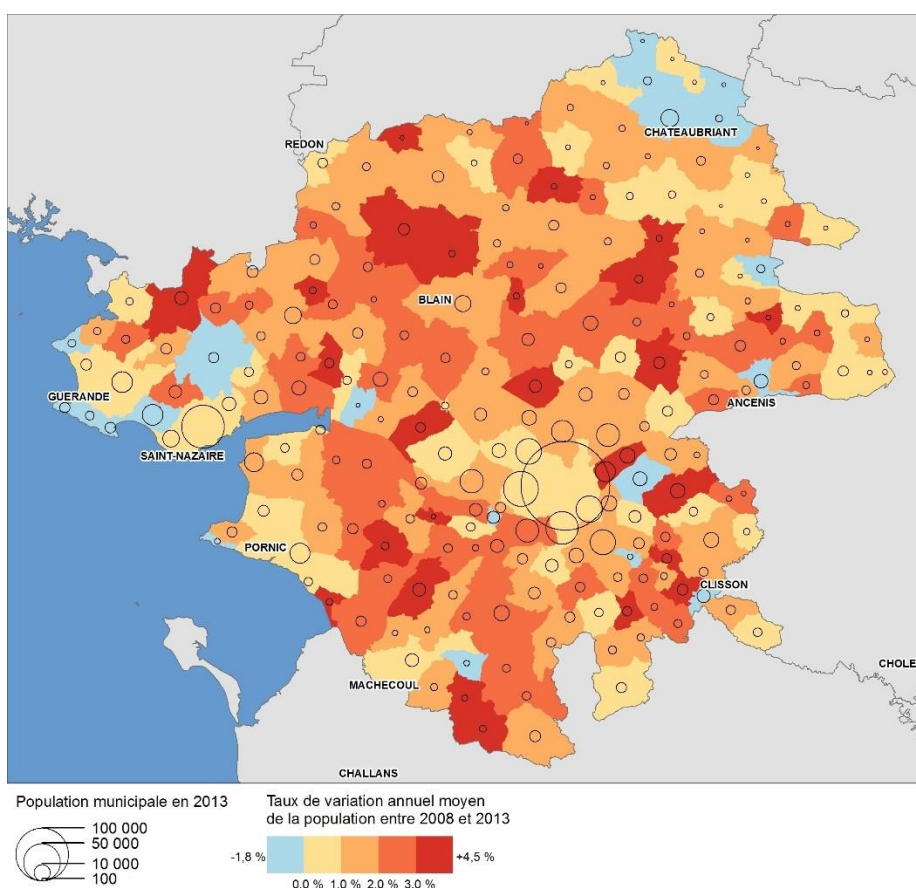 CHATEAUBRIANT
REDON
BLAIN
GUERANDE
ANCENIS
SAINT-NAZAIRE
PORNIC
CLISSON
CHOLE
MACHECOUL
CHALLANS
Population municipale en 2013
100 000
50 000
10 000
100
Taux de variation annuel moyen
de la population entre 2008 et 2013
-1,8 %
+4,5 %
0.0 % 1.0 % 2.0 % 3.0 %